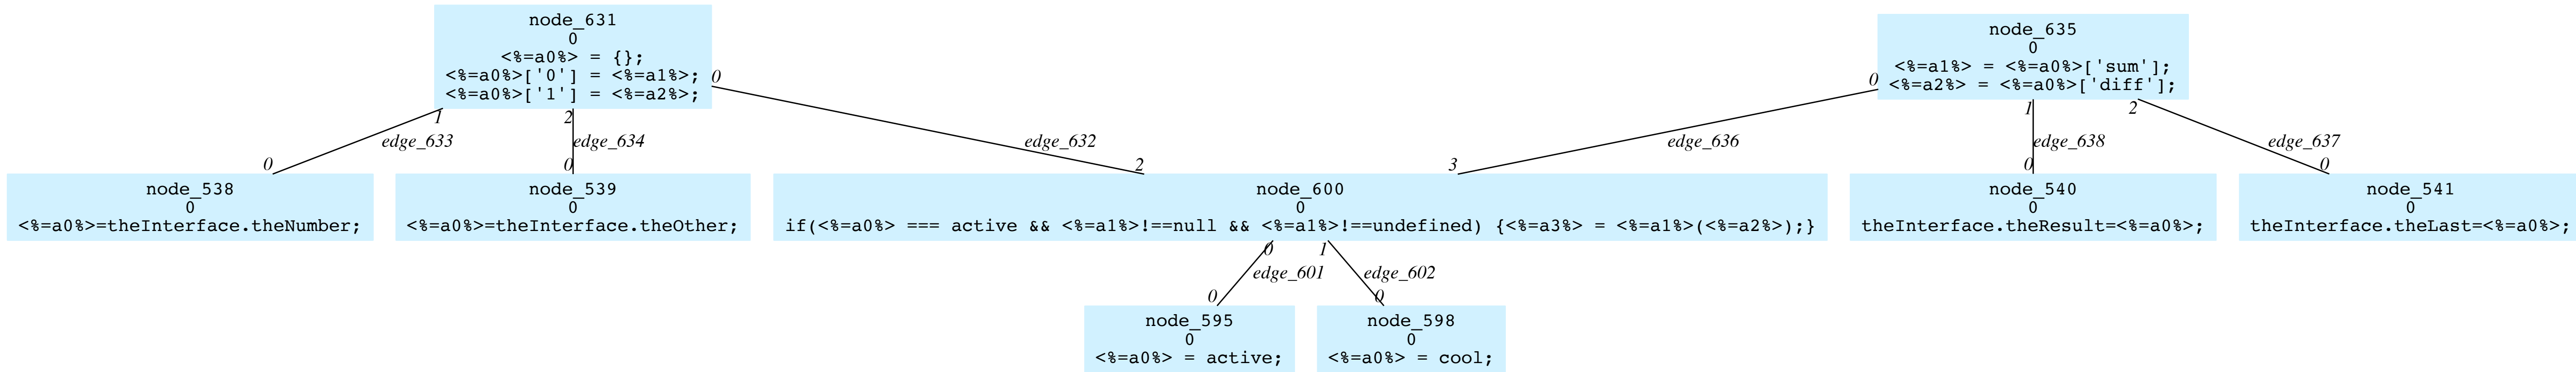 node_631
0
<%=a0%> = {};
<%=a0%>['0'] = <%=a1%>;
<%=a0%>['1'] = <%=a2%>;
0
1
2
node_635
0
<%=a1%> = <%=a0%>['sum'];
<%=a2%> = <%=a0%>['diff'];
0
1
2
edge_633
edge_634
edge_632
edge_636
edge_638
edge_637
0
0
2
3
0
0
node_538
0
<%=a0%>=theInterface.theNumber;
node_539
0
<%=a0%>=theInterface.theOther;
node_600
0
if(<%=a0%> === active && <%=a1%>!==null && <%=a1%>!==undefined) {<%=a3%> = <%=a1%>(<%=a2%>);}
node_540
0
theInterface.theResult=<%=a0%>;
node_541
0
theInterface.theLast=<%=a0%>;
0
1
edge_601
edge_602
0
0
node_595
0
<%=a0%> = active;
node_598
0
<%=a0%> = cool;